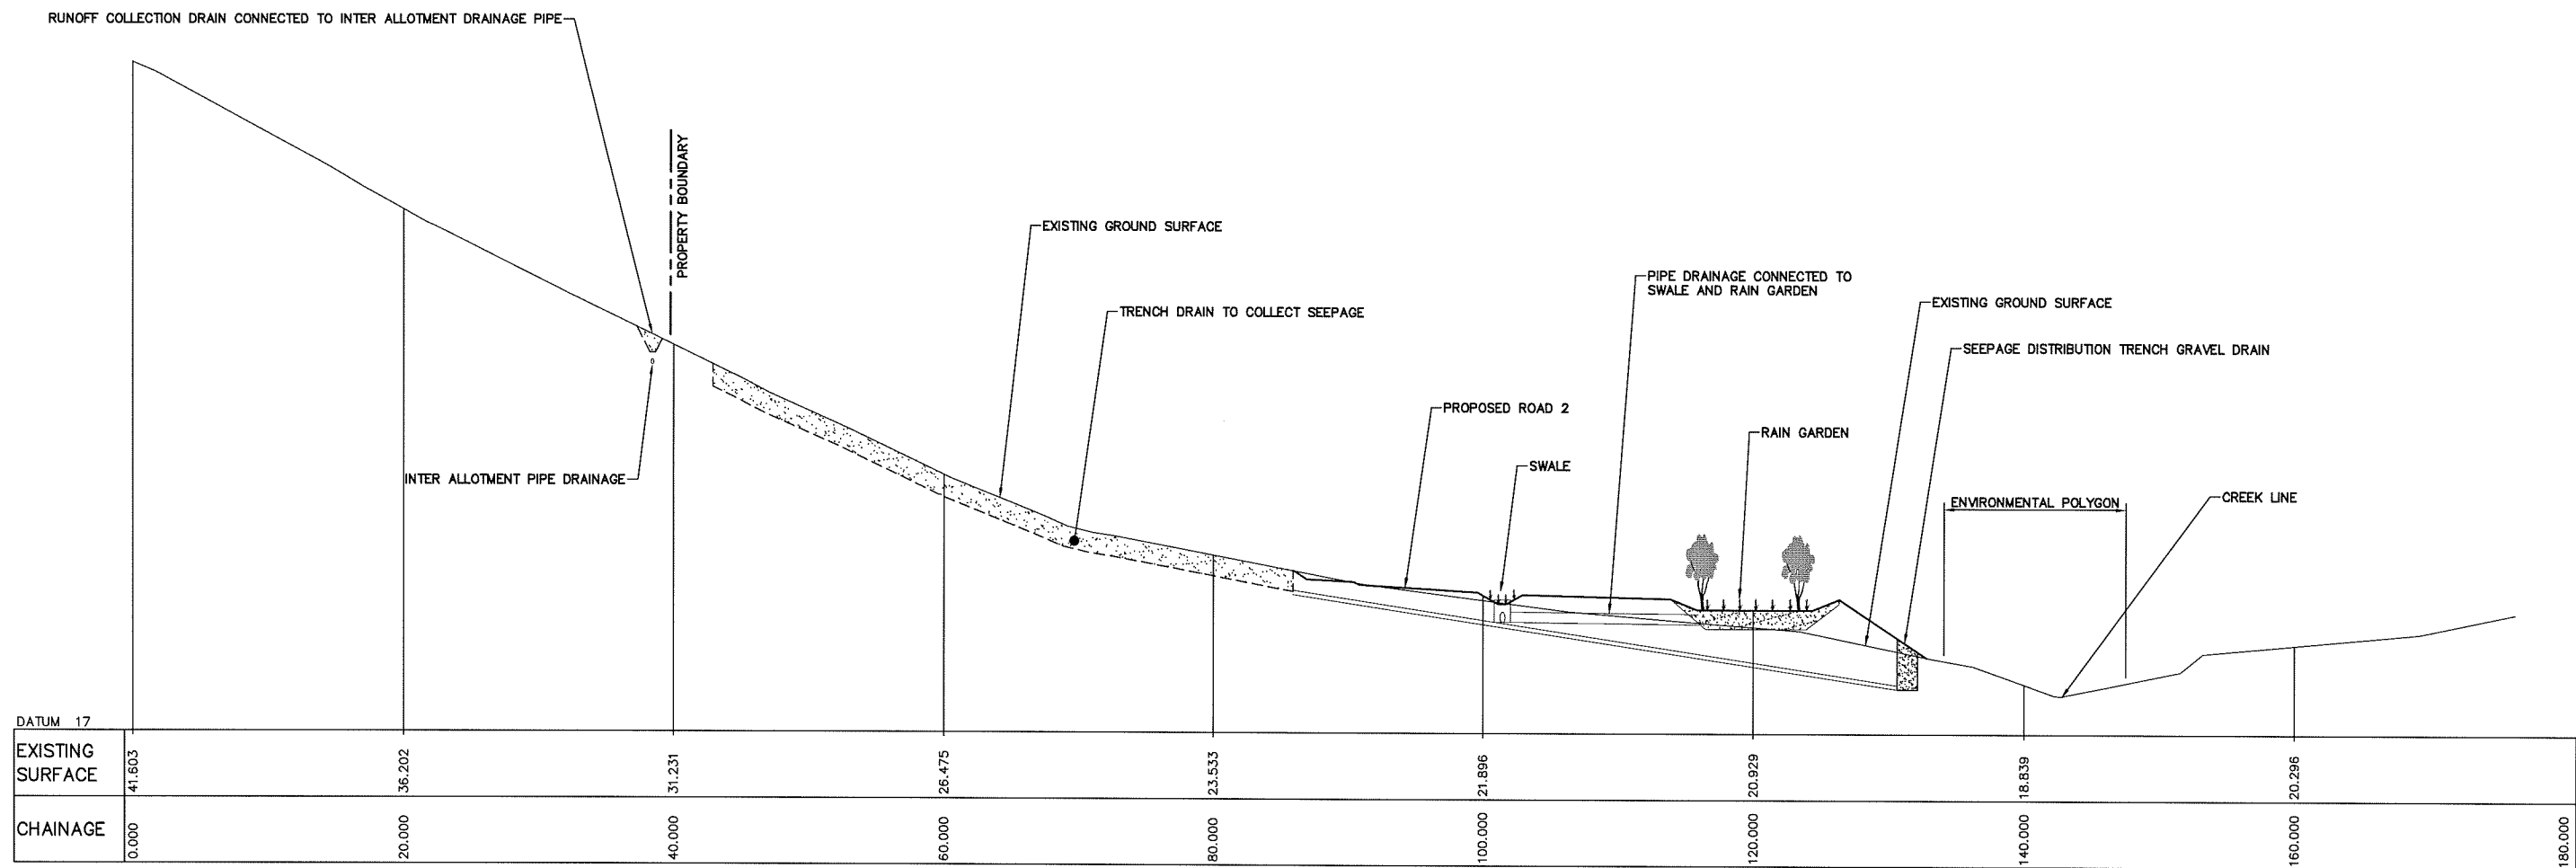 RUNOFF COLLECTION DRAIN CONNECTED TO INTER ALLOTMENT DRAINAGE PIPE
PROPERTY BOUNDARY
EXISTING GROUND SURFACE
PIPE DRAINAGE CONNECTED TO
SWALE AND RAIN GARDEN
EXISTING GROUND SURFACE
TRENCH DRAIN TO COLLECT SEEPAGE
SEEPAGE DISTRIBUTION TRENCH GRAVEL DRAIN
PROPOSED ROAD 2
RAIN GARDEN
SWALE
INTER ALLOTMENT PIPE DRAINAGE
ENVIRONMENTAL POLYGON
CREEK LINE
DATUM 17
EXISTING
SURFACE
41.603 36.202 31.231 26.475 23.533 21.896 20.929 18.839 20.296
CHAINAGE
0.000 20.000 40.000 60.000 80.000 100.000 120.000 140.000 160.000 180.000